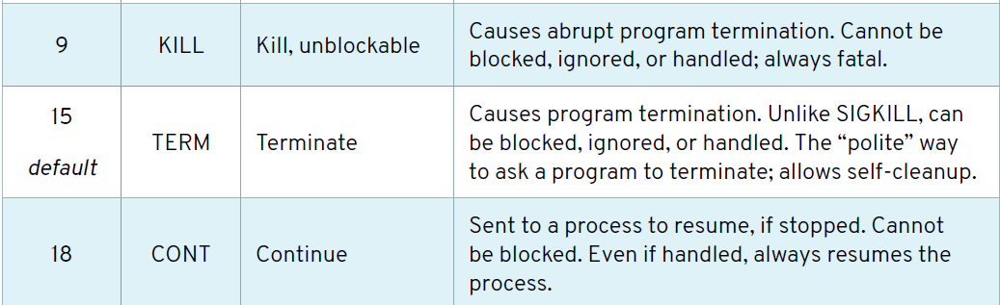 9 KILL Kill, unblockable Causes abrupt program termination. Cannot be
blocked, ignored, or handled; always fatal.
15
default
TERM Terminate Causes program termination. Unlike SIGKILL, can
be blocked, ignored, or handled. The “polite” way
to ask a program to terminate; allows self-cleanup.
18 CONT Continue Sent to a process to resume, if stopped. Cannot
be blocked. Even if handled, always resumes the
process.